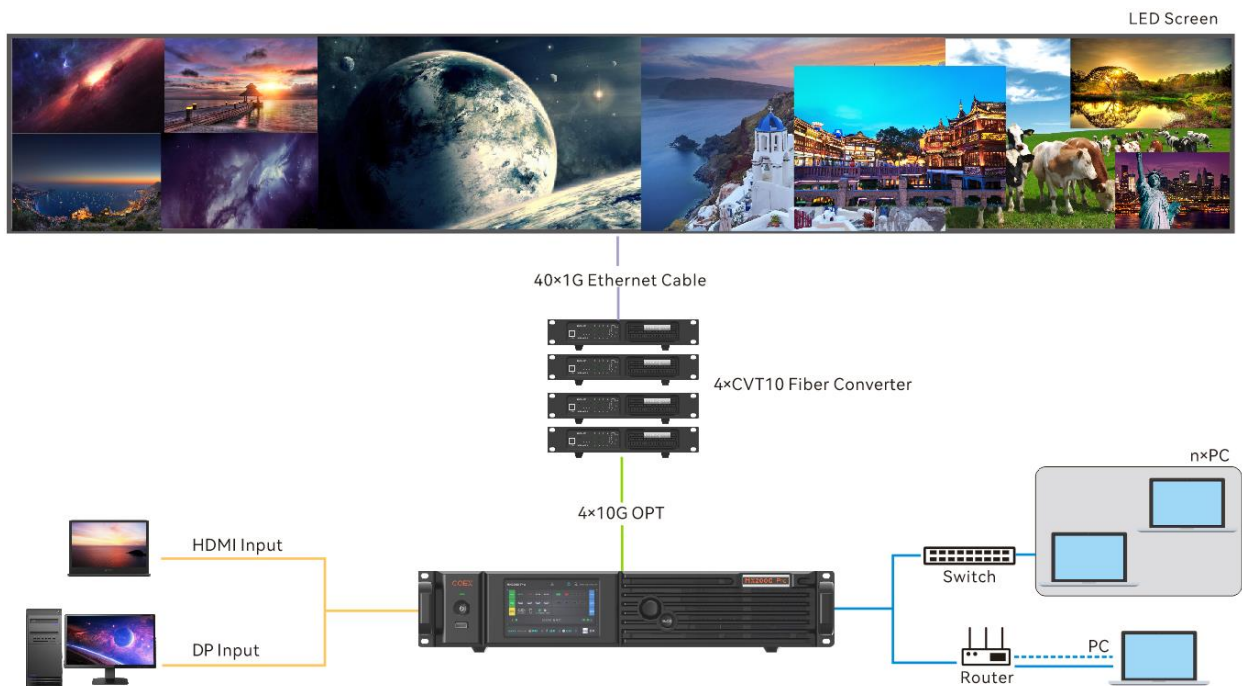 LED Screen
40×1G Ethernet Cable
4×CVT10 Fiber Converter
n×PC
4×10G OPT
HDMI Input
COEX
Switch
DP Input
PC
Router